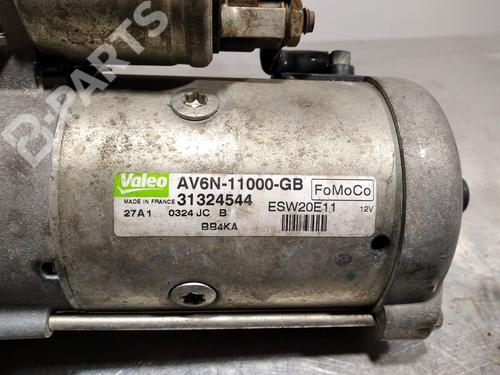 B-PARTS
Valeo AV6N-11000-GB FoMoCo
MADE IN FRANCE 31324544 ESW20E11 12V
27A1 0324 JC B
BB4KA